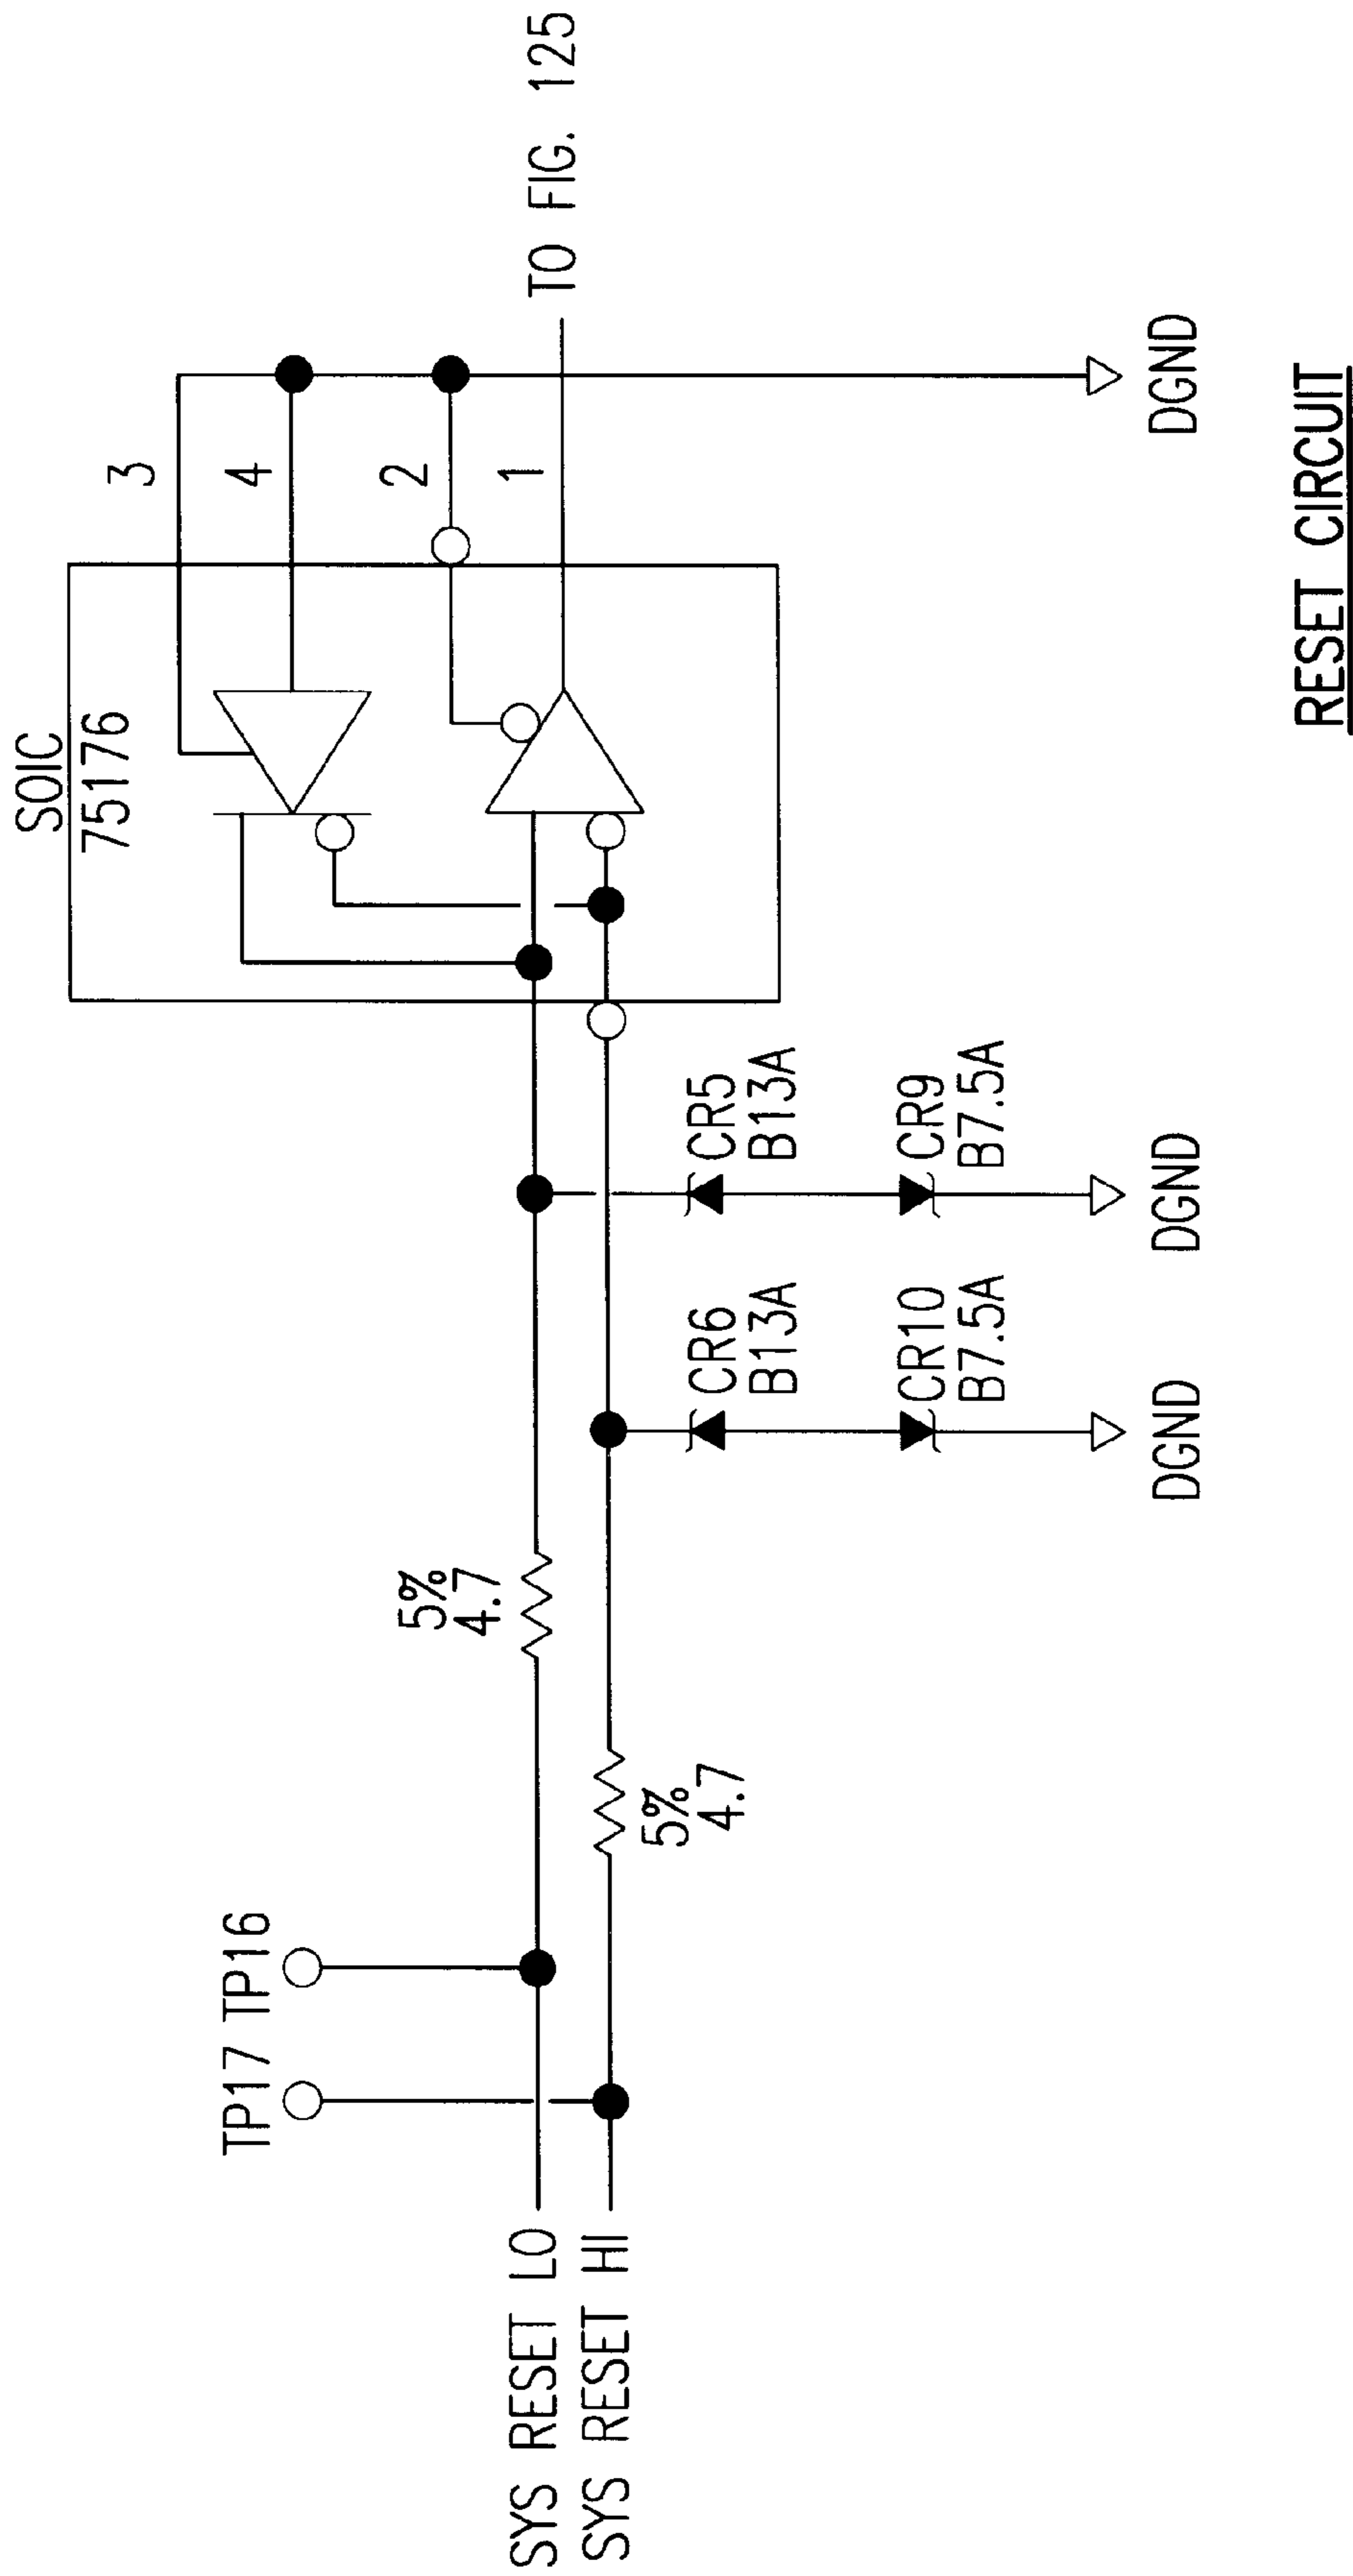 SOIC
75176
3
4
2
1
TO FIG. 125
TP17 TP16
5%
4.7
5%
4.7
SYS RESET LO
SYS RESET HI
CR6
B13A
CR5
B13A
CR10
B7.5A
CR9
B7.5A
DGND
DGND
DGND
RESET CIRCUIT